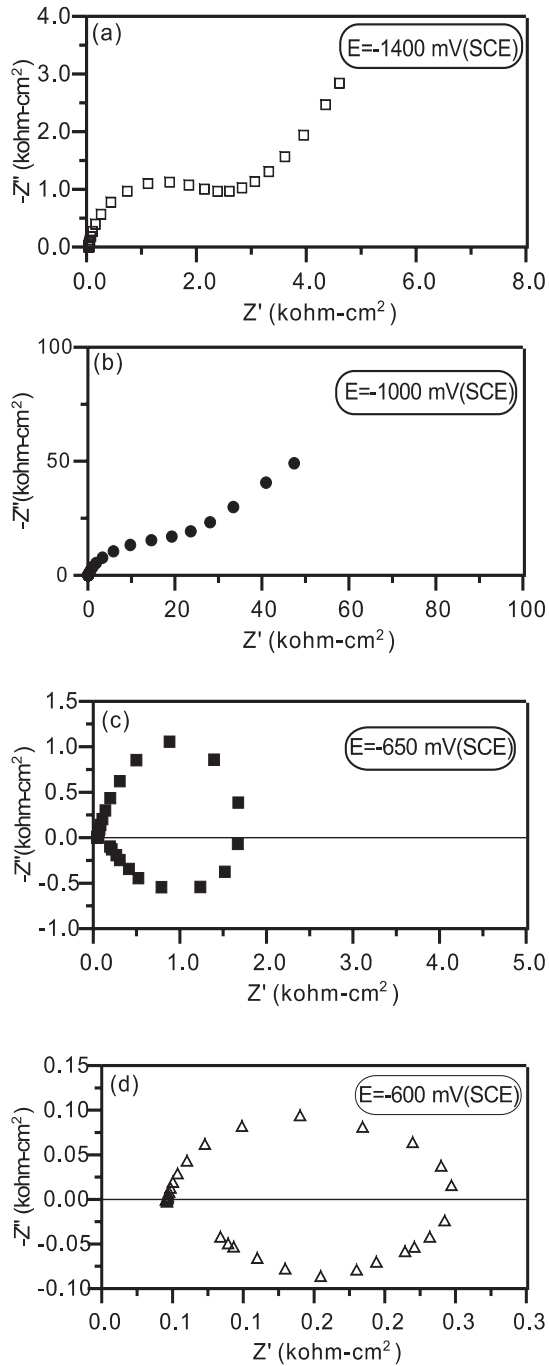 (a)
E=-1400 mV(SCE)
4.0
3.0
2.0
1.0
0.0
-Z'' (kohm-cm²)
0.0 2.0 4.0 6.0 8.0
Z' (kohm-cm²)
(b)
E=-1000 mV(SCE)
100
50
0
-Z''(kohm-cm²)
0 20 40 60 80 100
Z' (kohm-cm²)
(c)
E=-650 mV(SCE)
1.5
1.0
0.5
0.0
-0.5
-1.0
-Z'' (kohm-cm²)
0.0 1.0 2.0 3.0 4.0 5.0
Z' (kohm-cm²)
(d)
E=-600 mV(SCE)
0.15
0.10
0.05
0.00
-0.05
-0.10
-Z'' (kohm-cm²)
0.0 0.1 0.1 0.2 0.2 0.3 0.3
Z' (kohm-cm²)